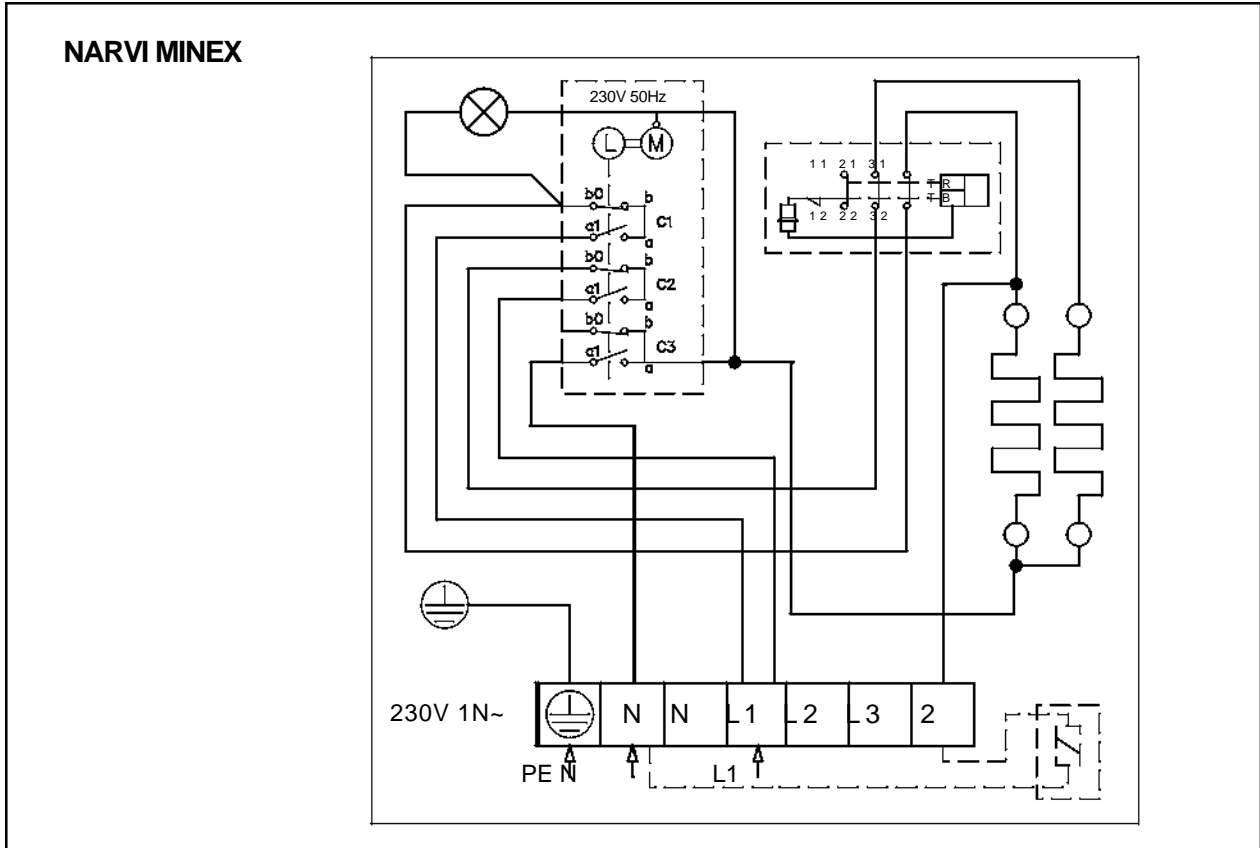 NARVI MINEX
230V 50Hz
L M
11 21 31
T R
T B
12 22 32
b0 b
C1
a1 a
b0 b
C2
a1 a
b0 b
C3
a1 a
230V 1N~ N N L1 L2 L3 2
PE N L1